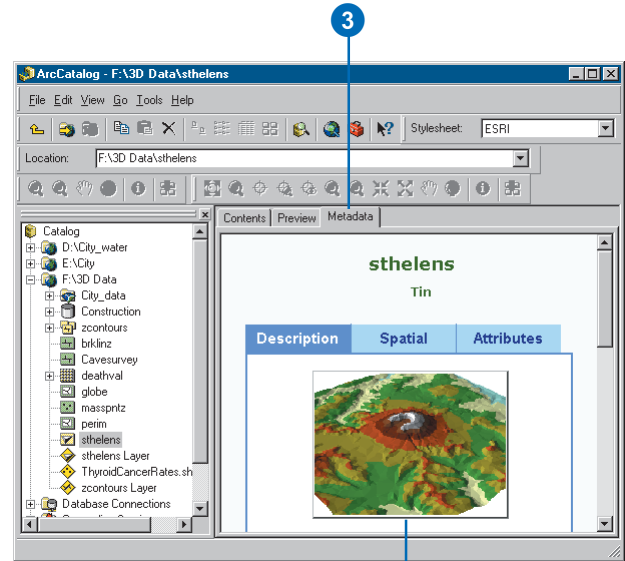 3
ArcCatalog - F:\3D Data\sthelens
File Edit View Go Tools Help
Stylesheet: ESRI
Location: F:\3D Data\sthelens
Contents Preview Metadata
Catalog
D:\City_water
E:\City
F:\3D Data
City_data
Construction
zcontours
brklinz
Cavesurvey
deathval
globe
masspntz
perim
sthelens
sthelens Layer
ThyroidCancerRates.sh
zcontours Layer
Database Connections
sthelens
Tin
Description Spatial Attributes